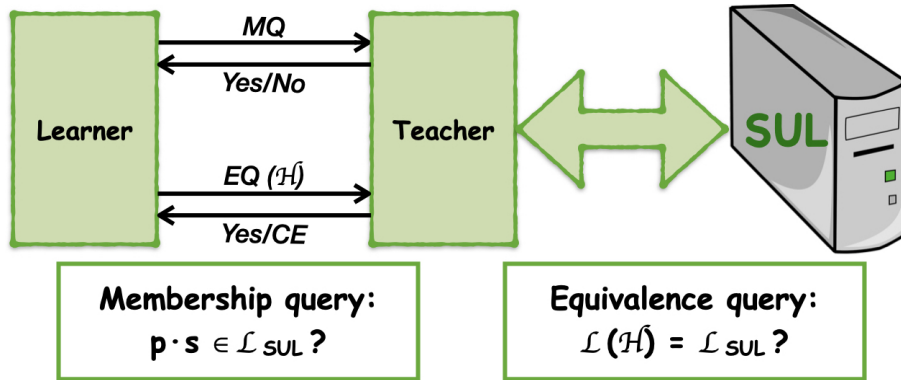 MQ
Yes/No
Learner
Teacher
SUL
EQ (ℋ)
Yes/CE
Membership query:
p · s ∈ ℒ SUL ?
Equivalence query:
ℒ (ℋ) = ℒ SUL ?